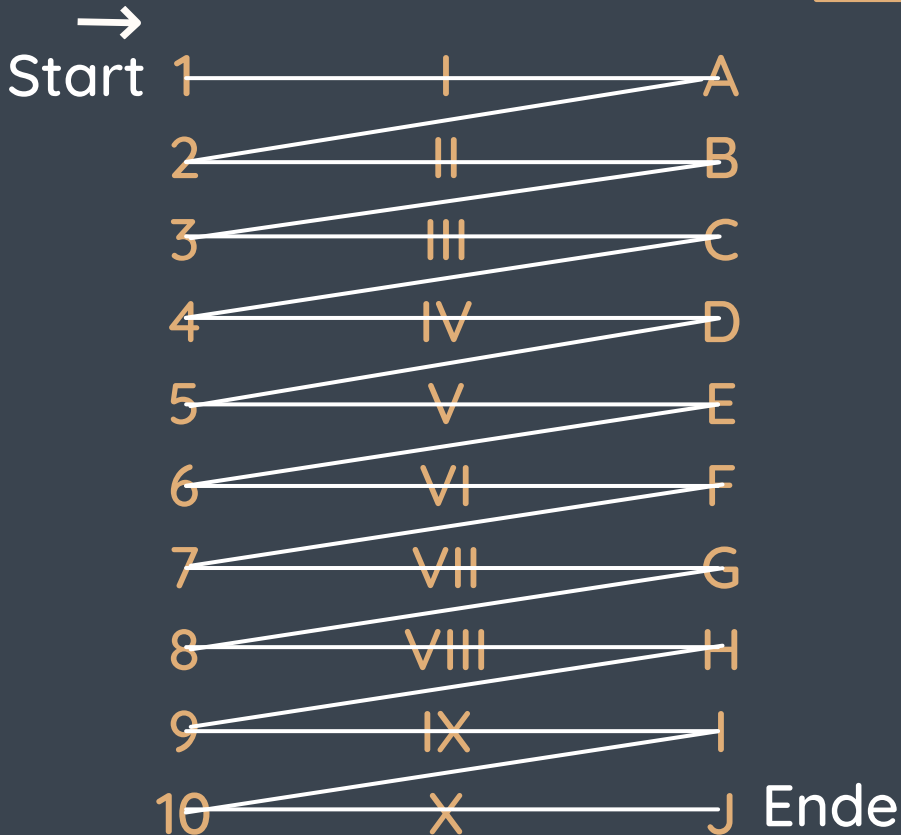 →
Start 1 I A
2 II B
3 III C
4 IV D
5 V E
6 VI F
7 VII G
8 VIII H
9 IX I
10 X J Ende